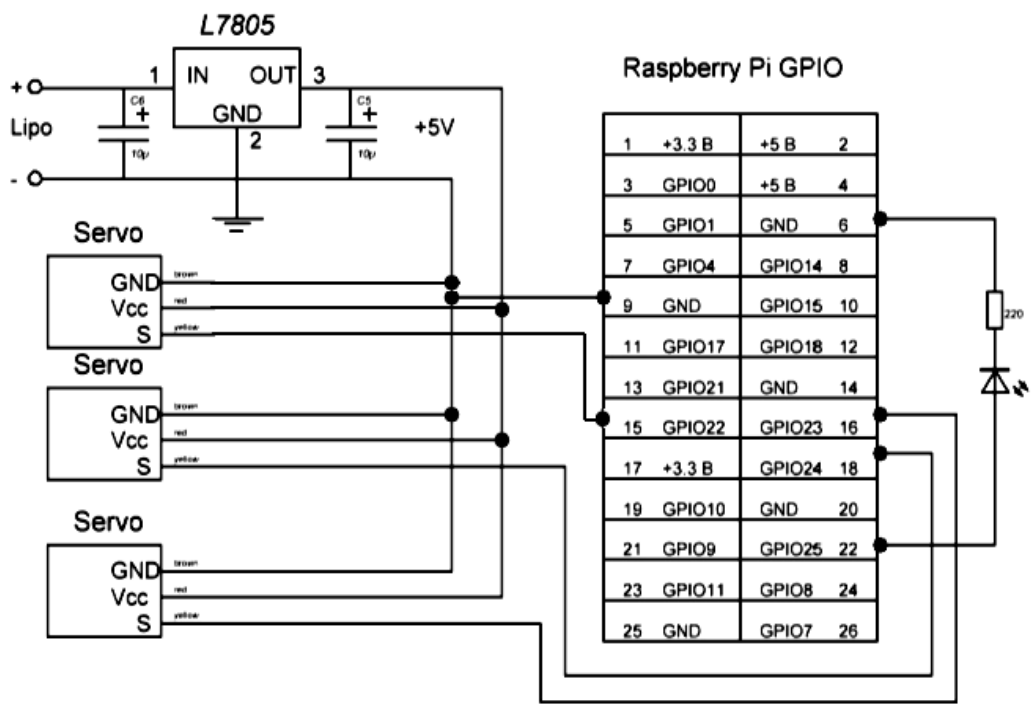 L7805
1 IN OUT 3
GND
2
+
Lipo
-
C6
+
10µ
C5
+
10µ
+5V
Servo
GND brown
Vcc red
S yellow
Servo
GND brown
Vcc red
S yellow
Servo
GND brown
Vcc red
S yellow
Raspberry Pi GPIO
1 +3.3 B +5 B 2
3 GPIO0 +5 B 4
5 GPIO1 GND 6
7 GPIO4 GPIO14 8
9 GND GPIO15 10
11 GPIO17 GPIO18 12
13 GPIO21 GND 14
15 GPIO22 GPIO23 16
17 +3.3 B GPIO24 18
19 GPIO10 GND 20
21 GPIO9 GPIO25 22
23 GPIO11 GPIO8 24
25 GND GPIO7 26
220